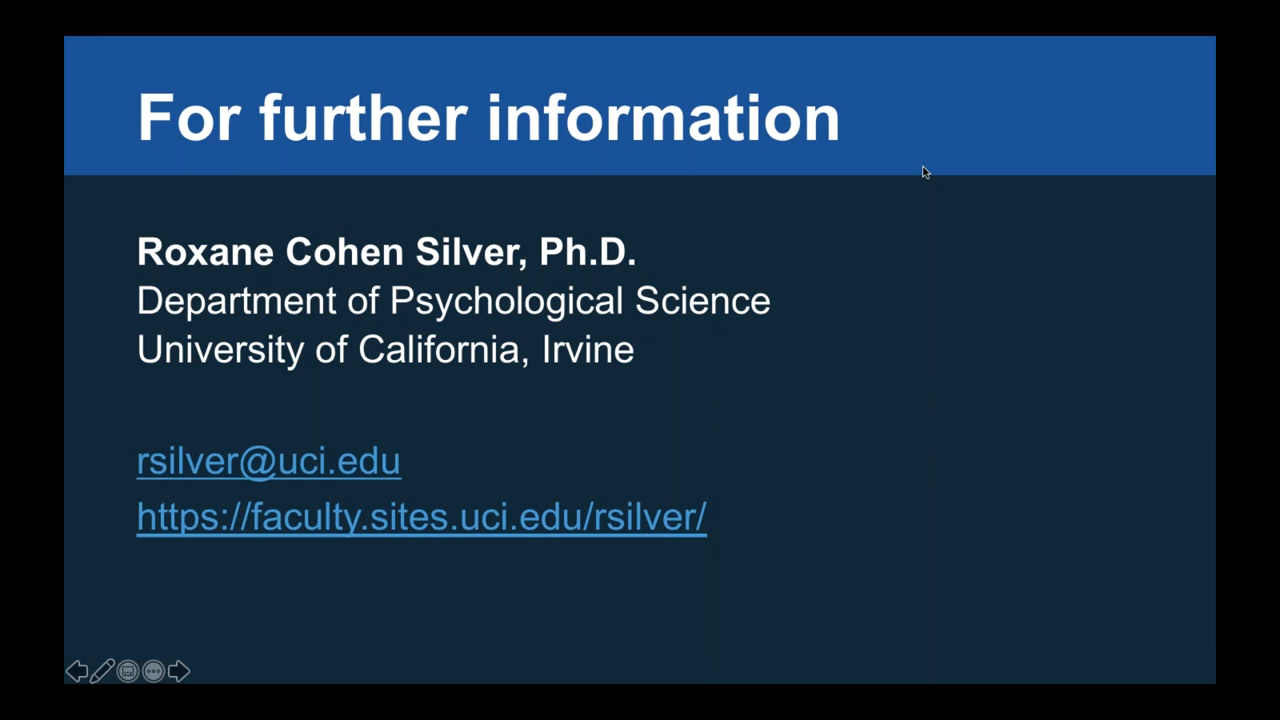 For further information
Roxane Cohen Silver, Ph.D.
Department of Psychological Science
University of California, Irvine
rsilver@uci.edu
https://faculty.sites.uci.edu/rsilver/